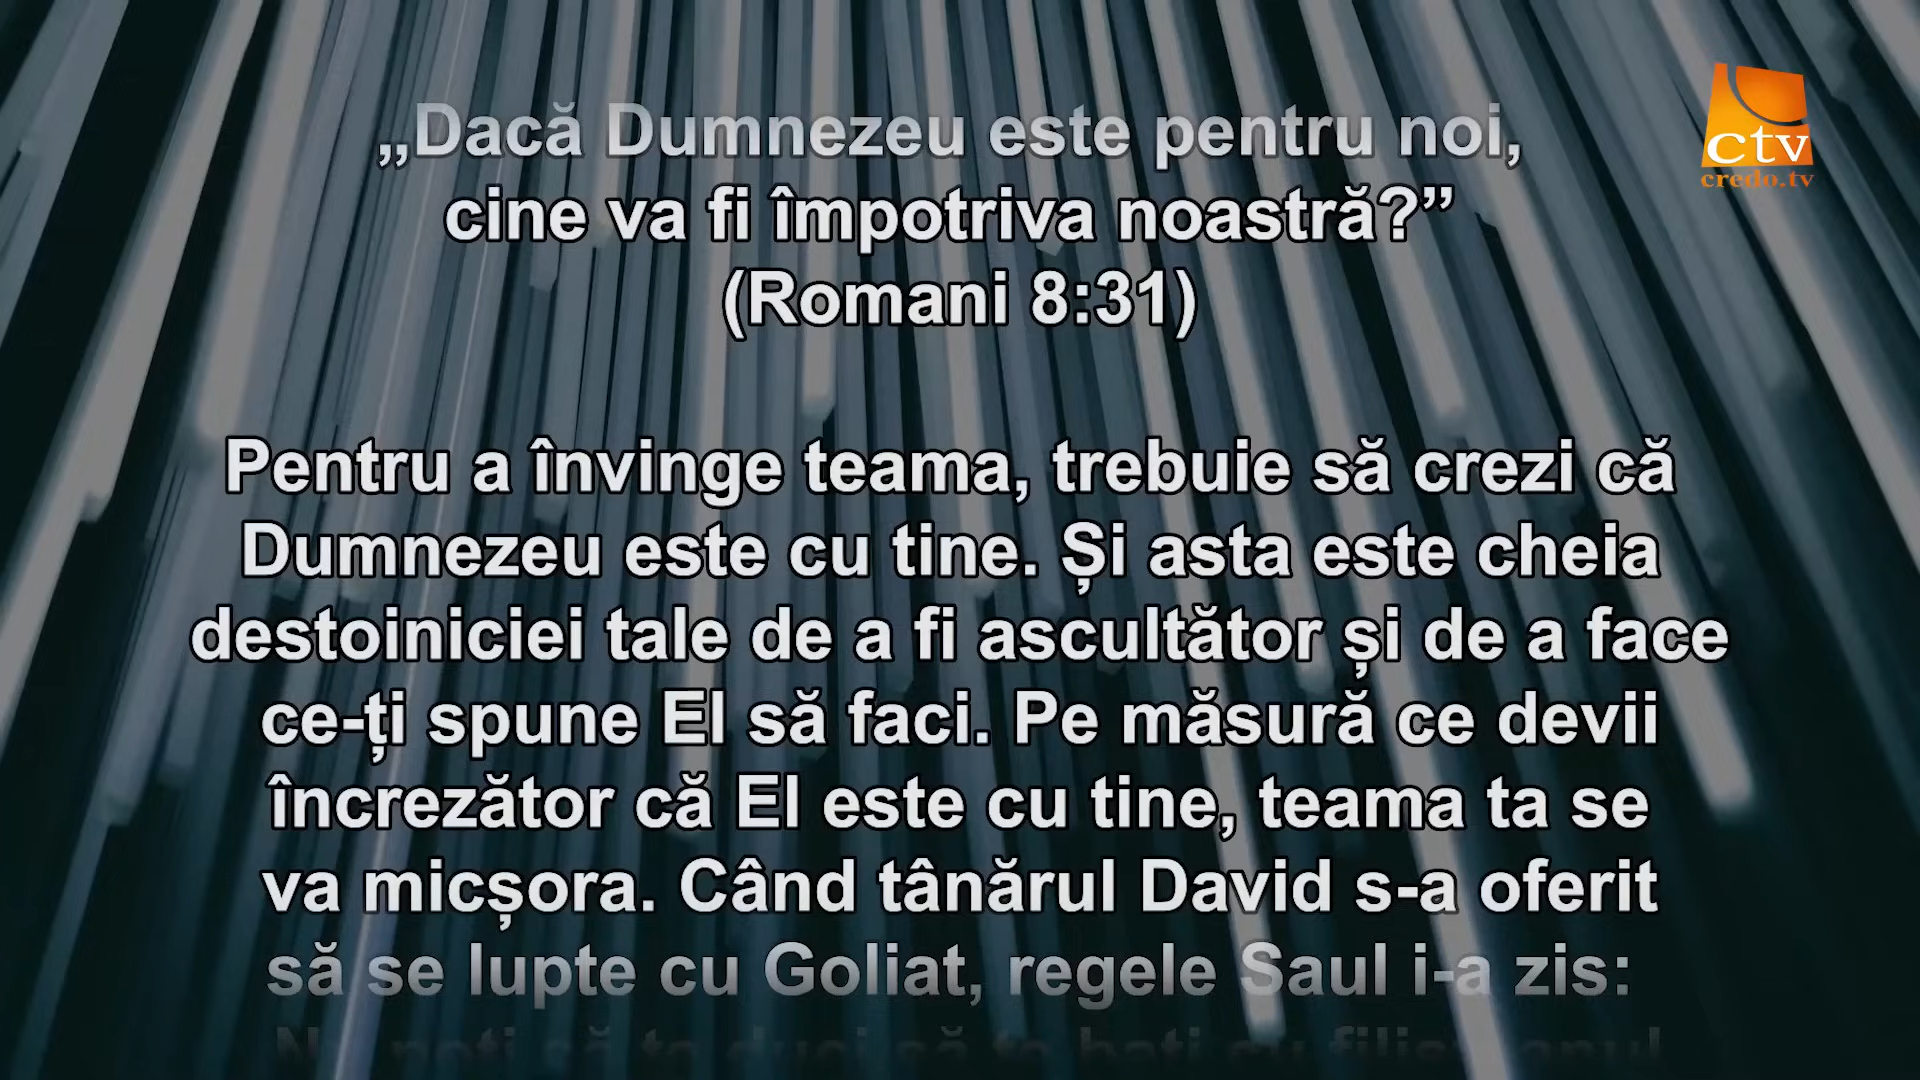 „Dacă Dumnezeu este pentru noi,
cine va fi împotriva noastră?”
(Romani 8:31)
Pentru a învinge teama, trebuie să crezi că
Dumnezeu este cu tine. Și asta este cheia
destoiniciei tale de a fi ascultător și de a face
ce-ți spune El să faci. Pe măsură ce devii
încrezător că El este cu tine, teama ta se
va micșora. Când tânărul David s-a oferit
să se lupte cu Goliat, regele Saul i-a zis:
ctv
credo.tv